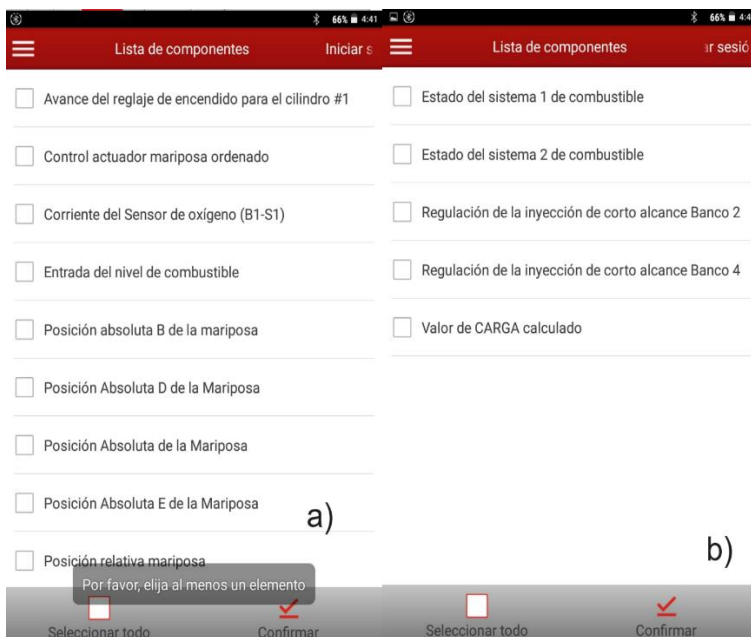 66% 4:41
Lista de componentes
Iniciar s
Avance del reglaje de encendido para el cilindro #1
Control actuador mariposa ordenado
Corriente del Sensor de oxígeno (B1-S1)
Entrada del nivel de combustible
Posición absoluta B de la mariposa
Posición Absoluta D de la Mariposa
Posición Absoluta de la Mariposa
Posición Absoluta E de la Mariposa
a)
Posición relativa mariposa
Por favor, elija al menos un elemento
Seleccionar todo
Confirmar
66% 4:4
Lista de componentes
ar sesió
Estado del sistema 1 de combustible
Estado del sistema 2 de combustible
Regulación de la inyección de corto alcance Banco 2
Regulación de la inyección de corto alcance Banco 4
Valor de CARGA calculado
b)
Seleccionar todo
Confirmar